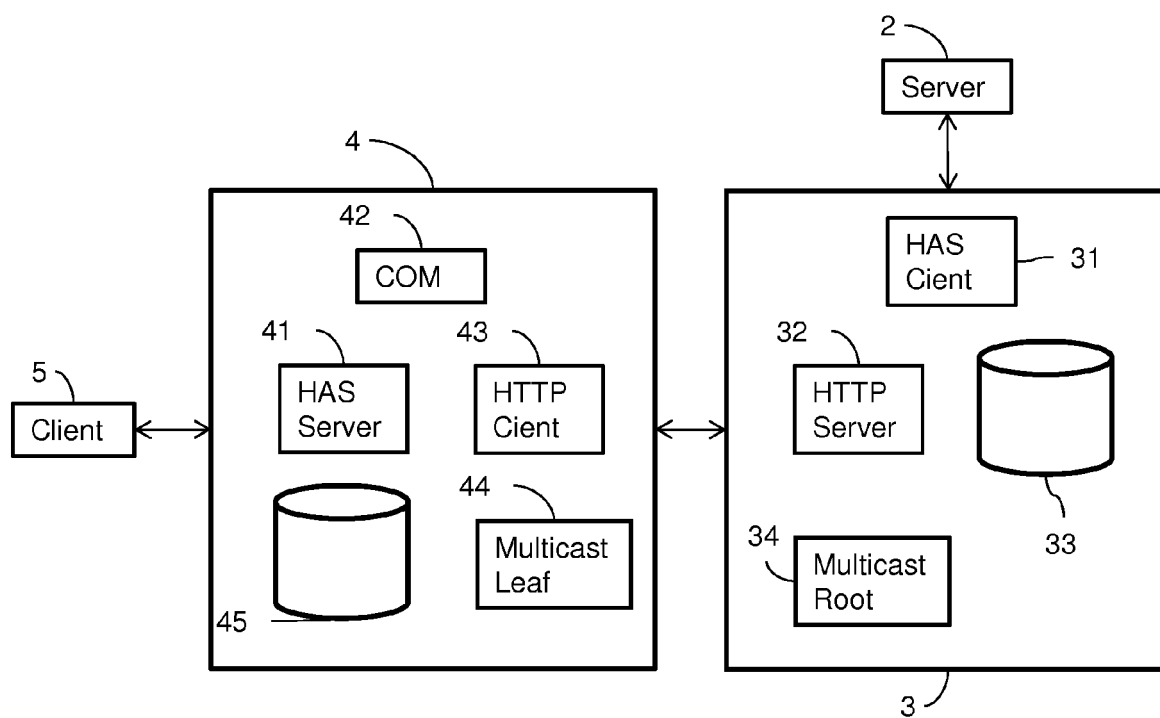 2
Server
4
42
COM
HAS
Cient
31
41
43
32
5
Client
HAS
Server
HTTP
Cient
HTTP
Server
44
Multicast
Leaf
33
34
Multicast
Root
45
3